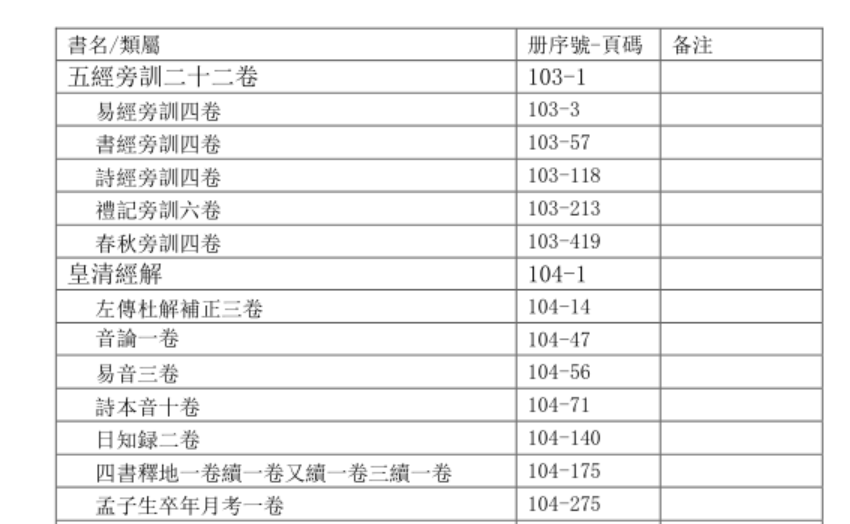 書名/類屬 册序號-頁碼 备注
五經旁訓二十二卷 103-1
易經旁訓四卷 103-3
書經旁訓四卷 103-57
詩經旁訓四卷 103-118
禮記旁訓六卷 103-213
春秋旁訓四卷 103-419
皇清經解 104-1
左傳杜解補正三卷 104-14
音論一卷 104-47
易音三卷 104-56
詩本音十卷 104-71
日知録二卷 104-140
四書釋地一卷續一卷又續一卷三續一卷 104-175
孟子生卒年月考一卷 104-275